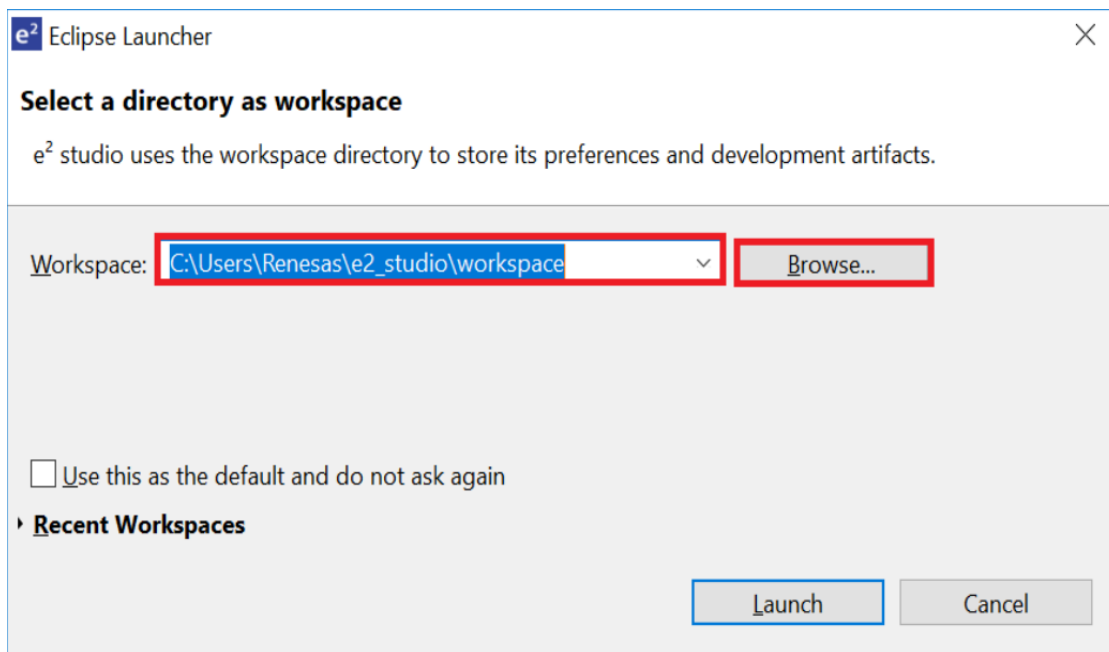 e² Eclipse Launcher
Select a directory as workspace
e² studio uses the workspace directory to store its preferences and development artifacts.
Workspace: C:\Users\Renesas\e2_studio\workspace Browse...
Use this as the default and do not ask again
Recent Workspaces
Launch Cancel